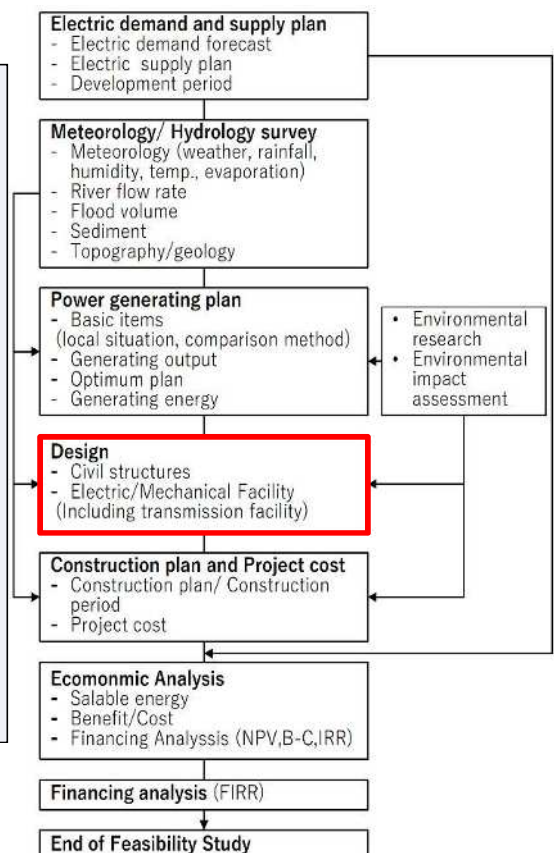 Electric demand and supply plan
- Electric demand forecast
- Electric supply plan
- Development period
Meteorology/ Hydrology survey
- Meteorology (weather, rainfall,
humidity, temp., evaporation)
- River flow rate
- Flood volume
- Sediment
- Topography/geology
Power generating plan
- Basic items
(local situation, comparison method)
- Generating output
- Optimum plan
- Generating energy
• Environmental
research
• Environmental
impact
assessment
Design
- Civil structures
- Electric/Mechanical Facility
(Including transmission facility)
Construction plan and Project cost
- Construction plan/ Construction
period
- Project cost
Ecomonmic Analysis
- Salable energy
- Benefit/Cost
- Financing Analyssis (NPV,B-C,IRR)
Financing analysis (FIRR)
End of Feasibility Study